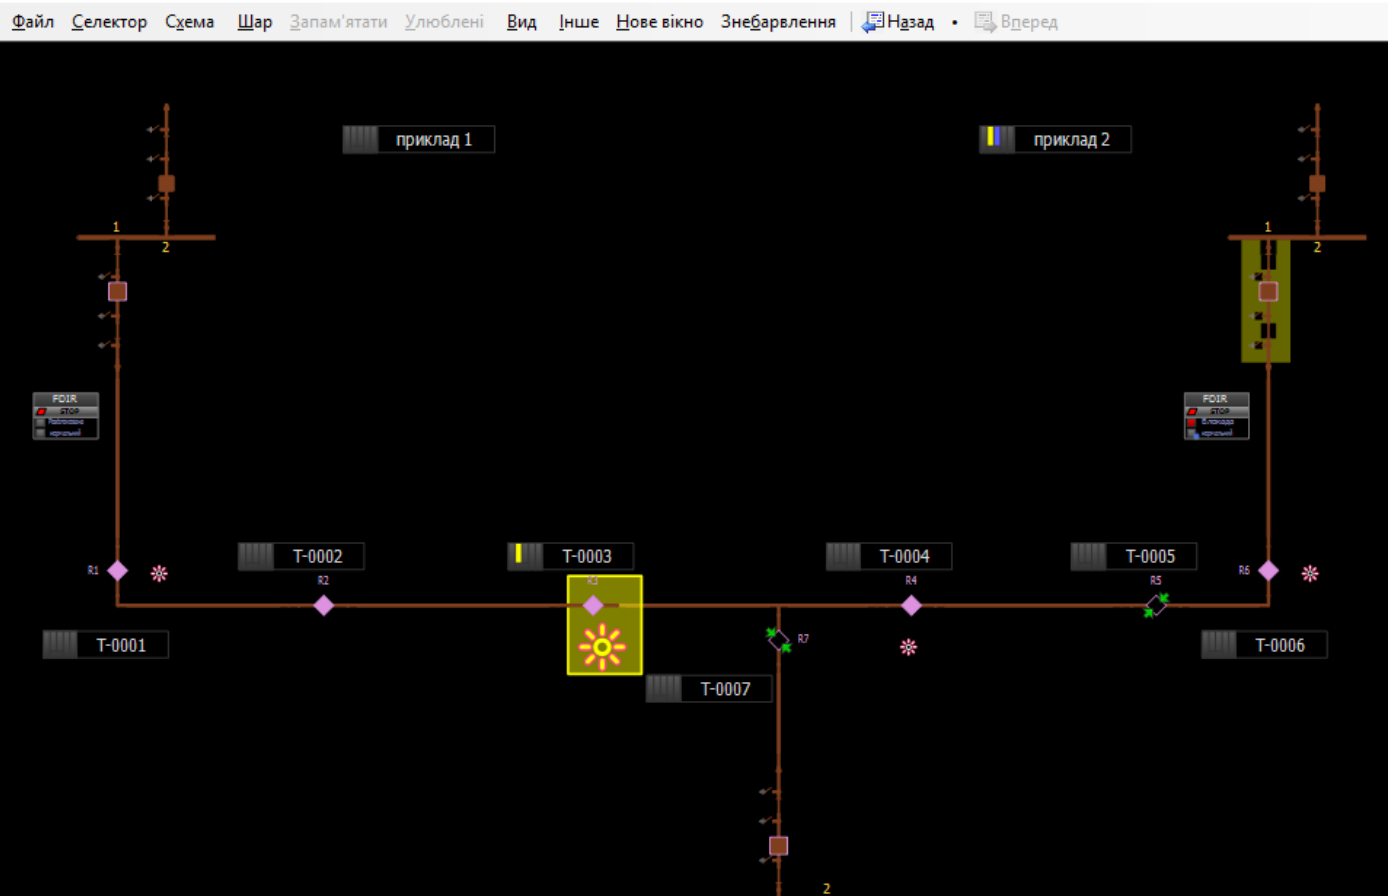 Файл Селектор Схема Шар Запам'ятати Улюблені Вид Інше Нове вікно Знебарвлення Назад • Вперед
приклад 1
приклад 2
1
2
1
2
FDIR
STOP
FDIR
STOP
Блокада
R1
T-0002
R2
T-0003
R3
T-0004
R4
T-0005
R5
R6
T-0001
R7
T-0006
T-0007
2